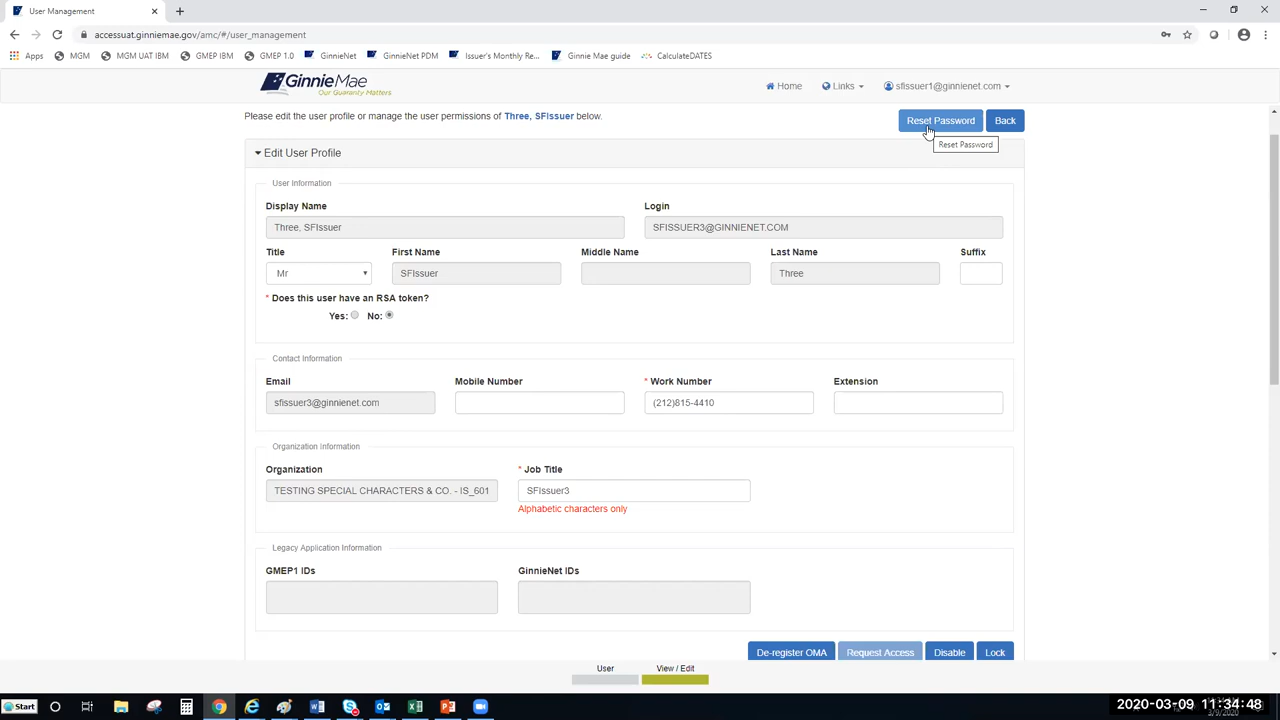 User Management
accessuat.ginniemae.gov/amc/#/user_management
Apps MGM MGM UAT IBM GMEP IBM GMEP 1.0 GinnieNet GinnieNet PDM Issuer's Monthly Re... Ginnie Mae guide CalculateDATES
GinnieMae
Our Guaranty Matters
Home Links sfissuer1@ginnienet.com
Please edit the user profile or manage the user permissions of Three, SFIssuer below.
Reset Password Back
Reset Password
Edit User Profile
User Information
Display Name Login
Three, SFIssuer SFISSUER3@GINNIENET.COM
Title First Name Middle Name Last Name Suffix
Mr SFIssuer Three
* Does this user have an RSA token?
Yes: No:
Contact Information
Email Mobile Number * Work Number Extension
sfissuer3@ginnienet.com (212)815-4410
Organization Information
Organization * Job Title
TESTING SPECIAL CHARACTERS & CO. - IS_601 SFIssuer3
Alphabetic characters only
Legacy Application Information
GMEP1 IDs GinnieNet IDs
De-register OMA Request Access Disable Lock
User View / Edit
Start
2020-03-09 11:34:48
3/9/2020